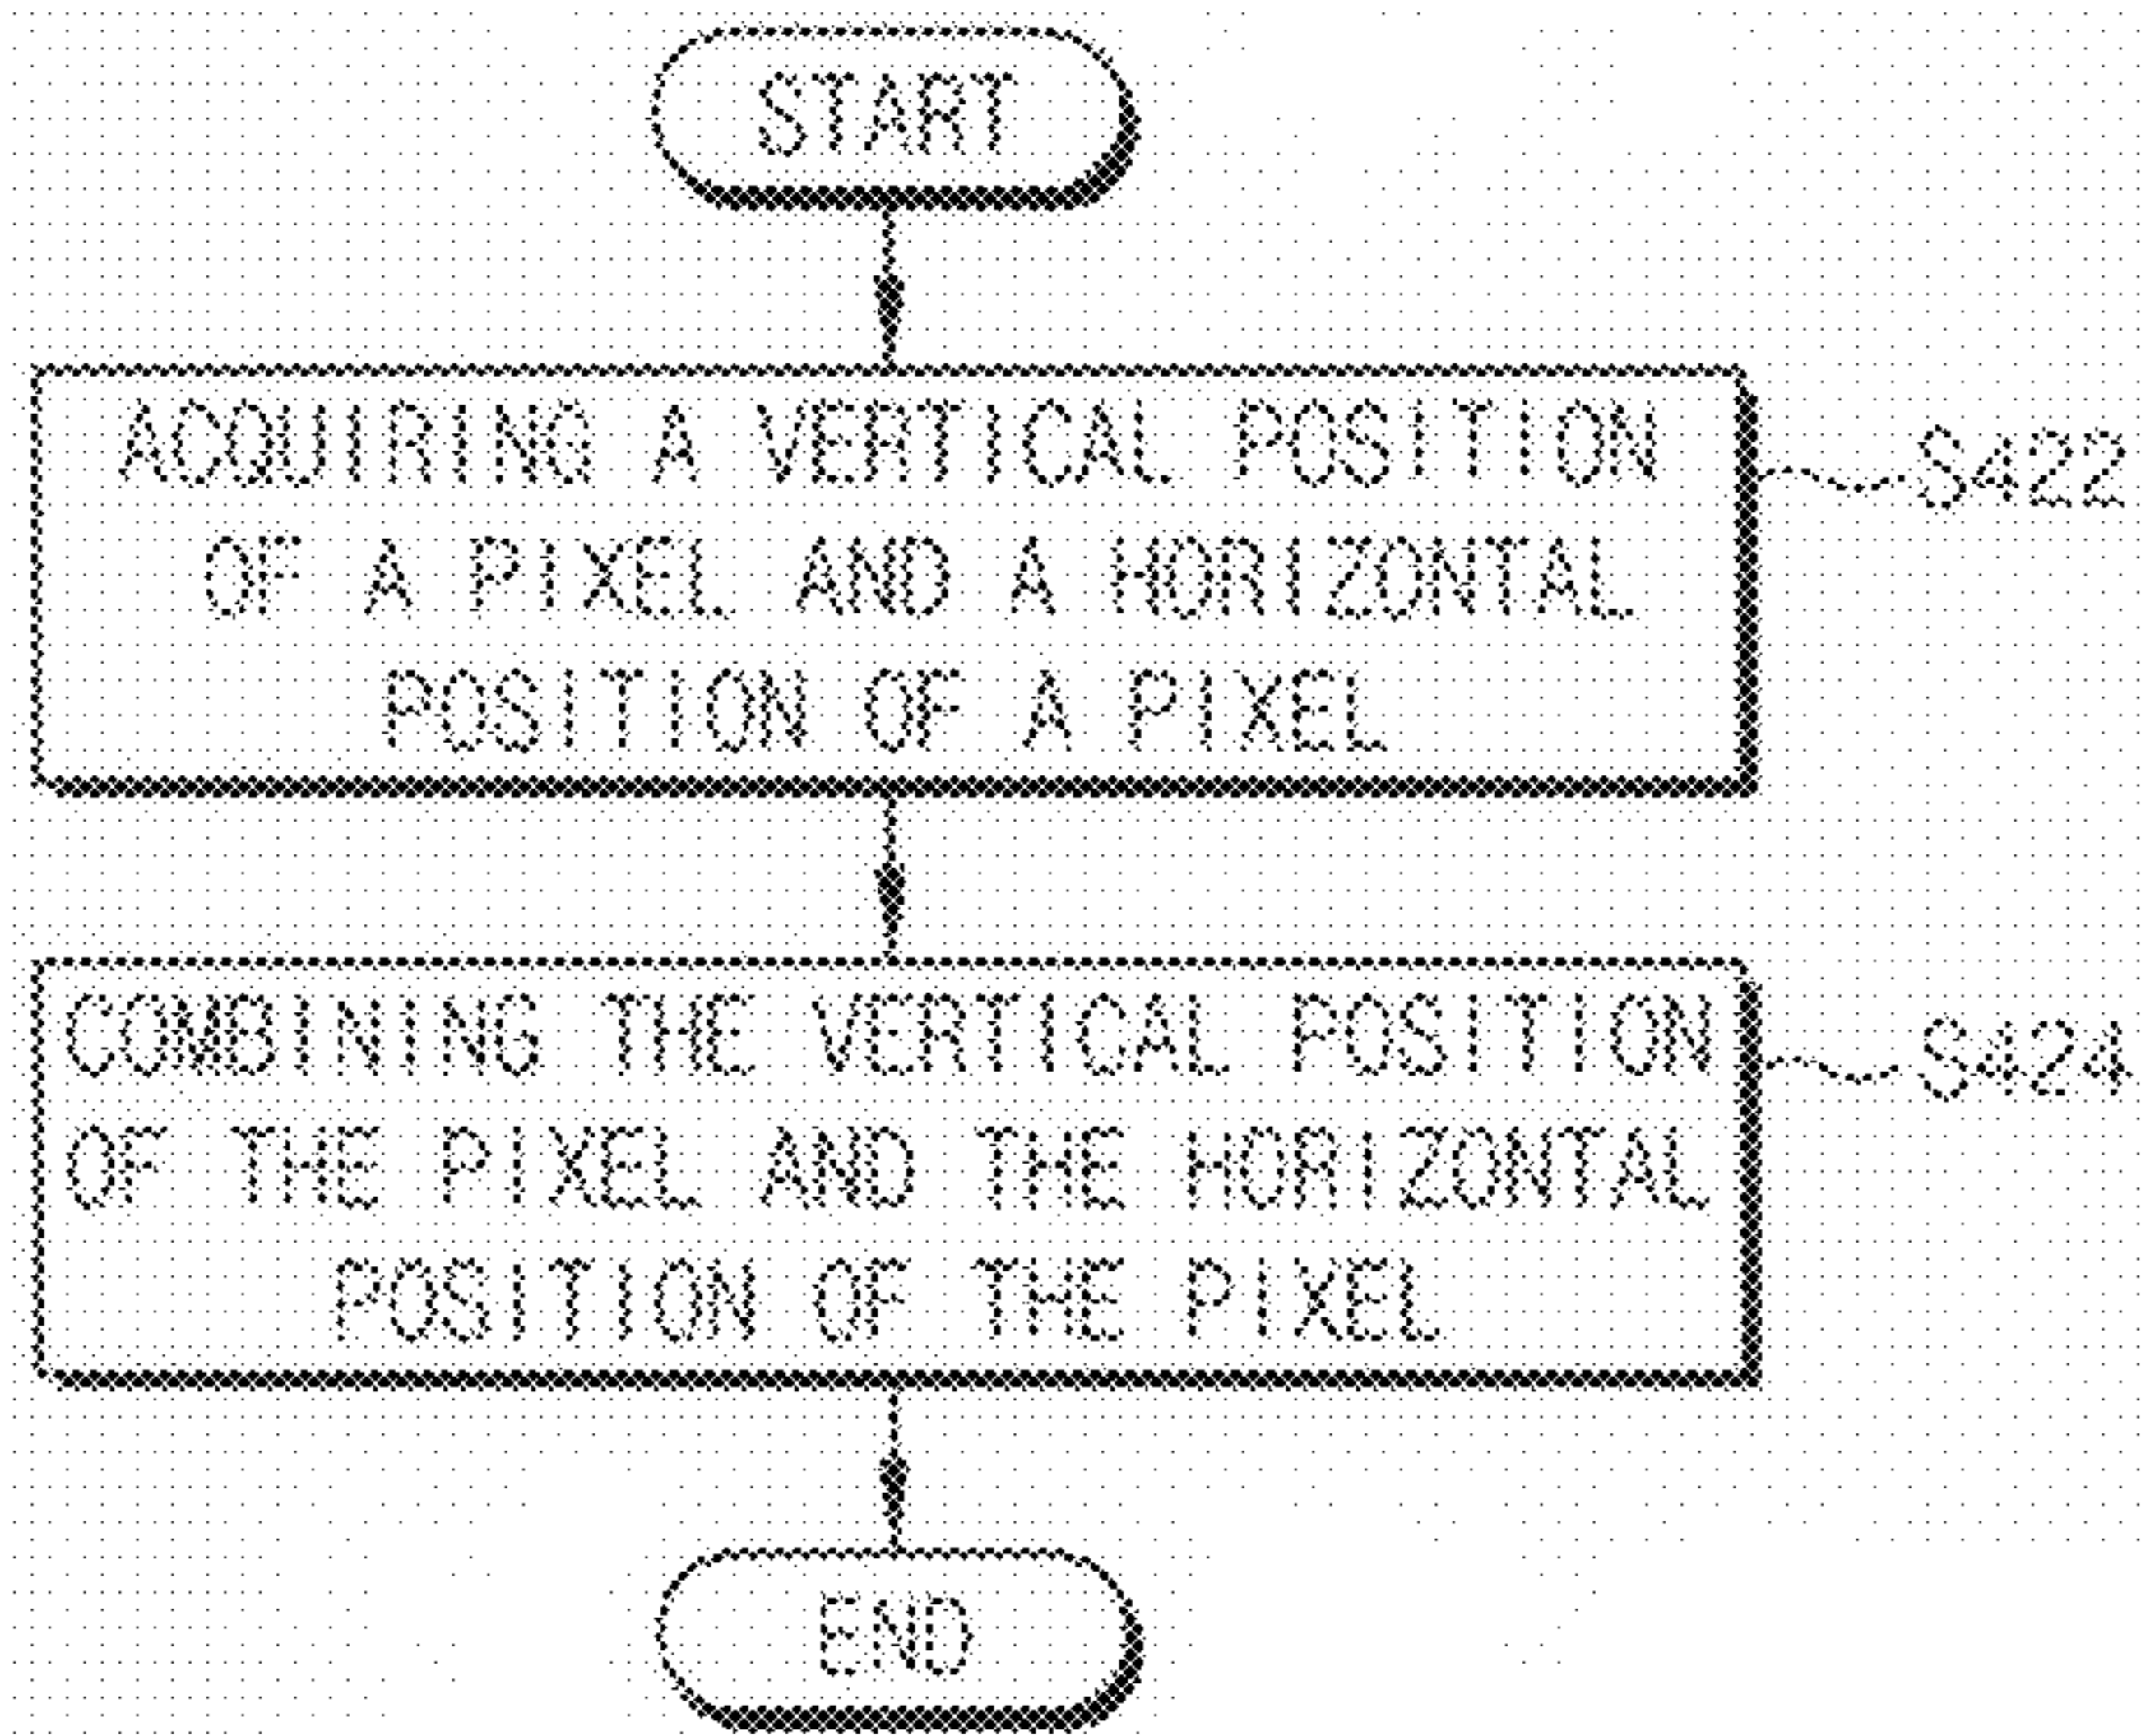 START
ACQUIRING A VERTICAL POSITION
OF A PIXEL AND A HORIZONTAL
POSITION OF A PIXEL
S422
COMBINING THE VERTICAL POSITION
OF THE PIXEL AND THE HORIZONTAL
POSITION OF THE PIXEL
S424
END